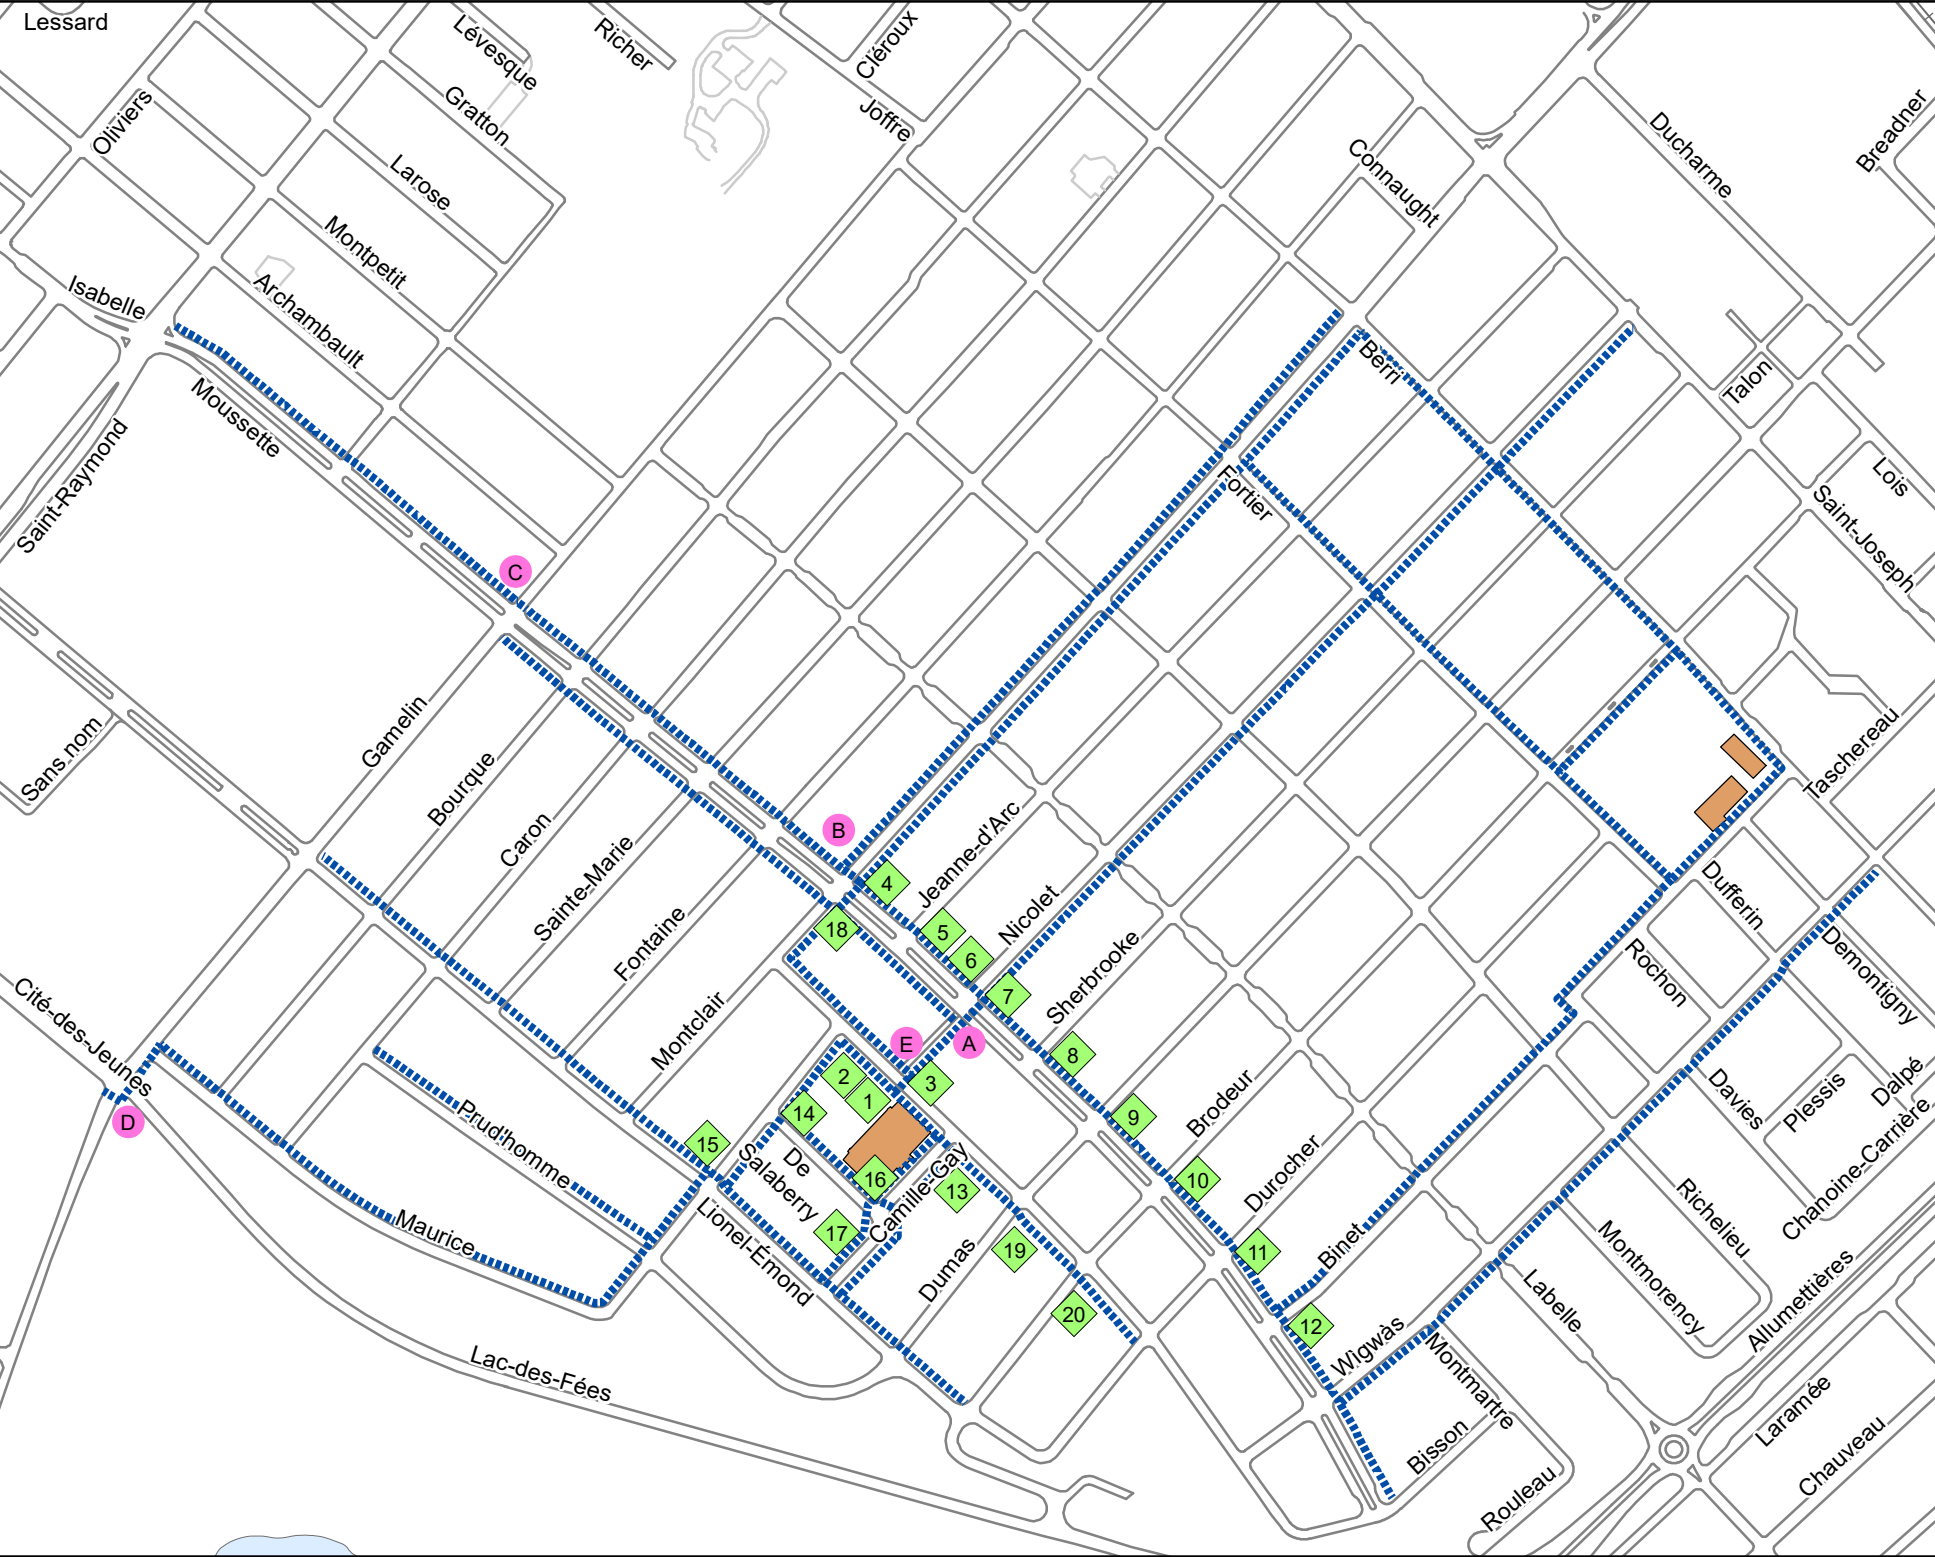 Lessard
Lévesque
Richer
Cléroux
Joffre
Oliviers
Gratton
Larose
Montpetit
Archambault
Isabelle
Moussette
Saint-Raymond
Connaught
Ducharme
Breadner
Berri
Talon
Fortier
Lois
Saint-Joseph
C
Gamelin
Bourque
Caron
Sainte-Marie
Fontaine
Montclair
Sans nom
Taschereau
B
4
Jeanne-d'Arc
5
6
Nicolet
7
Sherbrooke
18
Dufferin
Rochon
Demontigny
Cité-des-Jeunes
D
E
A
8
2
1
3
14
9
Brodeur
Davies
Plessis
Dalpé
Chanoine-Carrière
Prud'homme
15
De
Salaberry
16
Camille-Gay
13
10
Durocher
Richelieu
Maurice
Lionel-Émond
17
Dumas
19
11
Binet
Montmorency
Allumettières
20
12
Labelle
Wigwàs
Montmartre
Lac-des-Fées
Bisson
Laramée
Chauveau
Rouleau